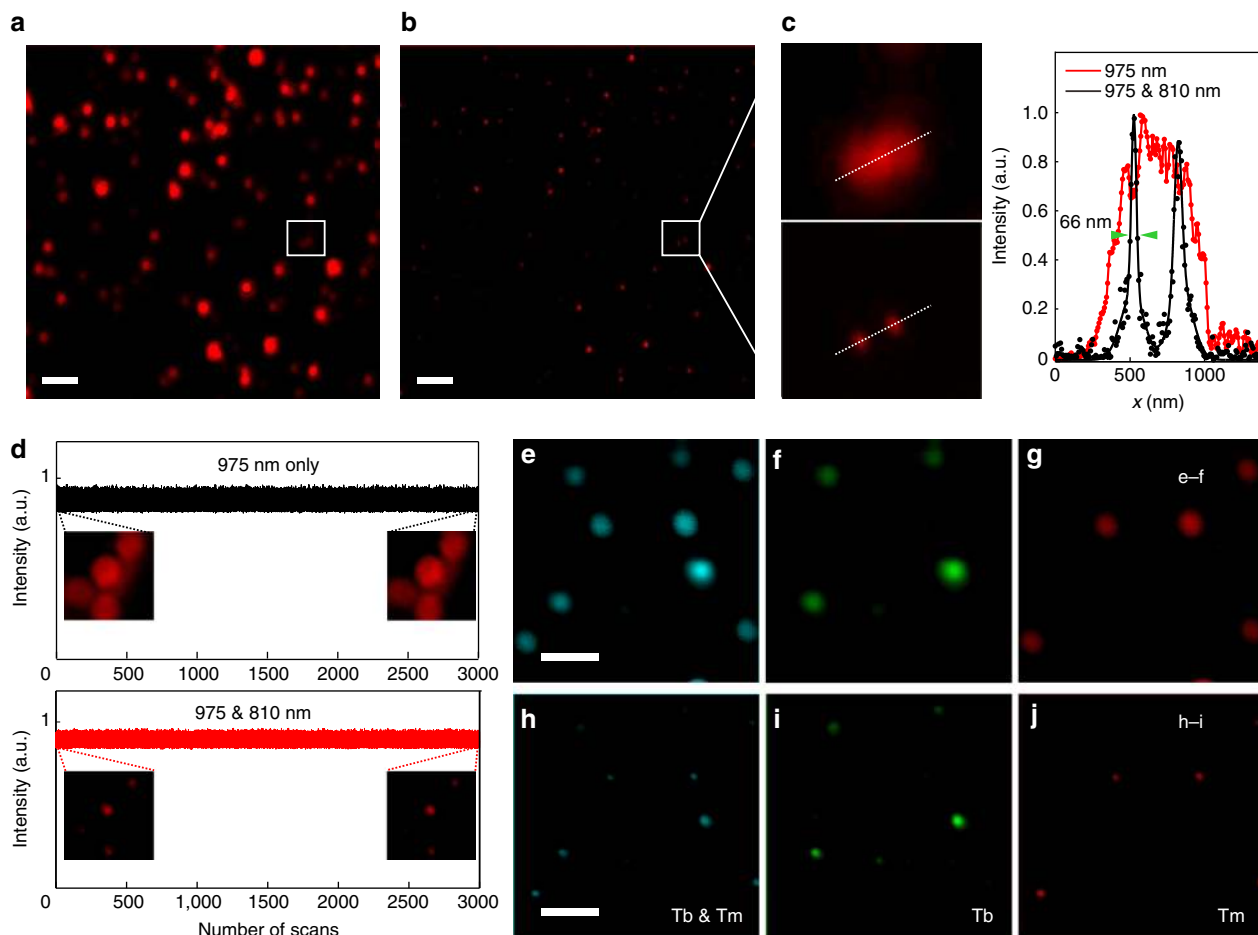 a
b
c
975 nm
975 & 810 nm
1.0
0.8
0.6
0.4
0.2
0
Intensity (a.u.)
66 nm
0
500
1000
x (nm)
d
1
975 nm only
Intensity (a.u.)
0
500
1000
1500
2000
2500
3000
1
975 & 810 nm
Intensity (a.u.)
0
500
1,000
1500
2000
2500
3000
Number of scans
e
f
g
e–f
h
Tb & Tm
i
Tb
j
h–i
Tm